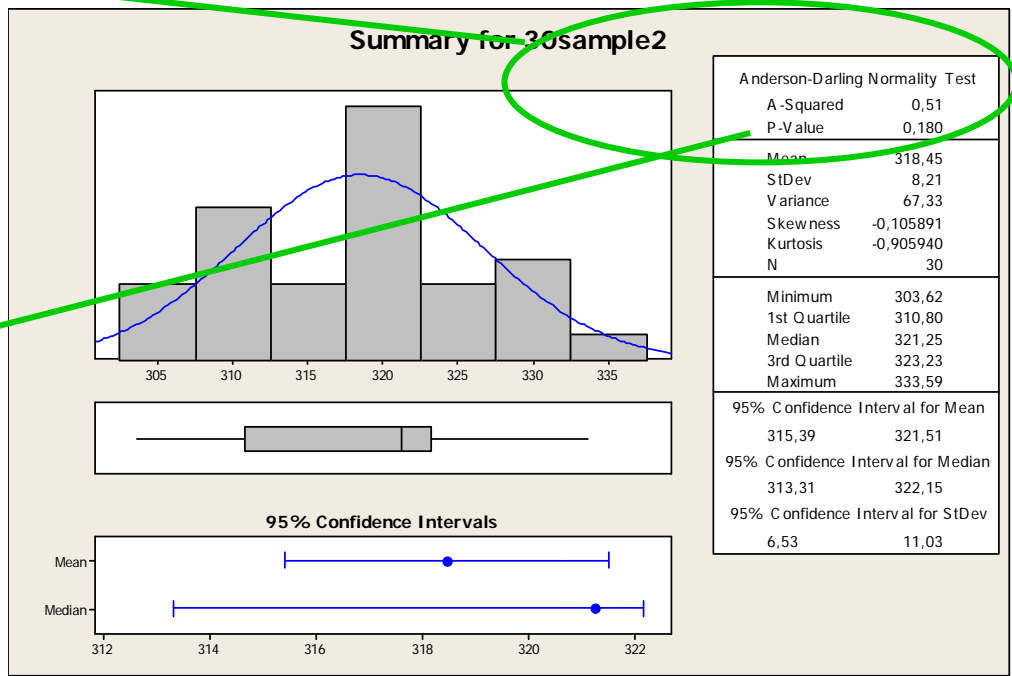 Summary for 30sample2
Anderson-Darling Normality Test
A-Squared 0,51
P-Value 0,180
Mean 318,45
StDev 8,21
Variance 67,33
Skewness -0,105891
Kurtosis -0,905940
N 30
Minimum 303,62
1st Quartile 310,80
Median 321,25
3rd Quartile 323,23
Maximum 333,59
95% Confidence Interval for Mean
315,39 321,51
95% Confidence Interval for Median
313,31 322,15
95% Confidence Interval for StDev
6,53 11,03
305 310 315 320 325 330 335
95% Confidence Intervals
Mean
Median
312 314 316 318 320 322